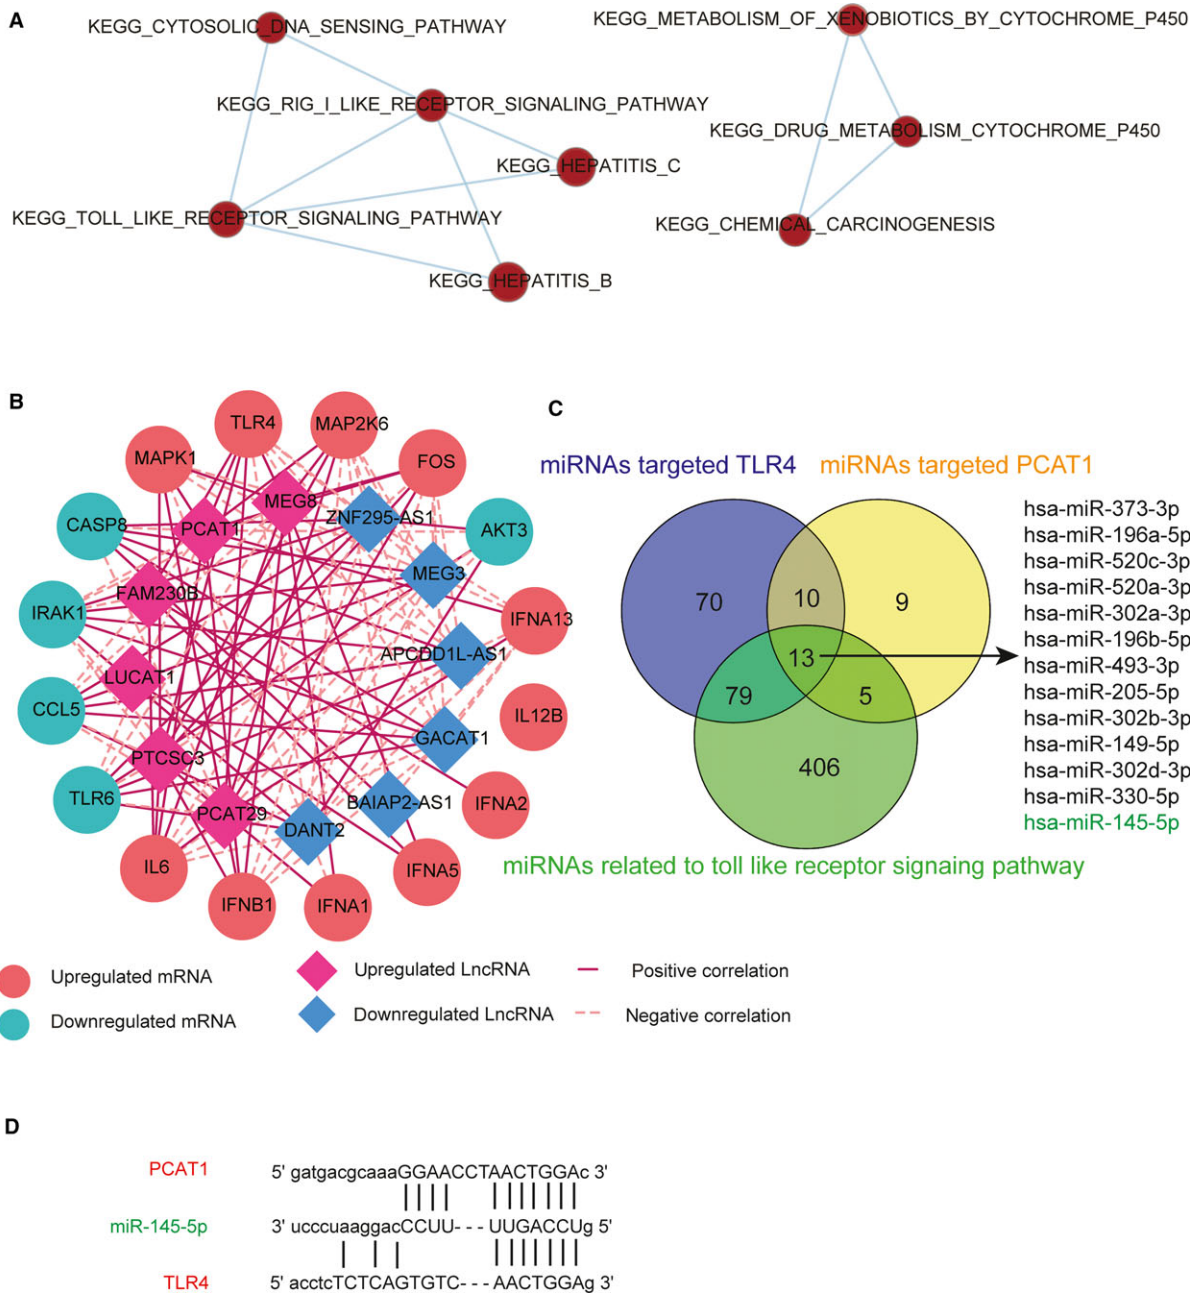 A
KEGG_CYTOSOLIC_DNA_SENSING_PATHWAY
KEGG_METABOLISM_OF_XENOBIOTICS_BY_CYTOCHROME_P450
KEGG_RIG_I_LIKE_RECEPTOR_SIGNALING_PATHWAY
KEGG_DRUG_METABOLISM_CYTOCHROME_P450
KEGG_HEPATITIS_C
KEGG_TOLL_LIKE_RECEPTOR_SIGNALING_PATHWAY
KEGG_CHEMICAL_CARCINOGENESIS
KEGG_HEPATITIS_B
B
TLR4
MAP2K6
MAPK1
FOS
MEG8
ZNF295-AS1
CASP8
PCAT1
AKT3
MEG3
FAM230B
IRAK1
IFNA13
APCDD1L-AS1
LUCAT1
CCL5
IL12B
GACAT1
PTCSC3
TLR6
BAIAP2-AS1
IFNA2
PCAT29
DANT2
IL6
IFNA5
IFNB1
IFNA1
Upregulated mRNA
Upregulated LncRNA
Positive correlation
Downregulated mRNA
Downregulated LncRNA
Negative correlation
C
miRNAs targeted TLR4
miRNAs targeted PCAT1
70
10
9
13
79
5
406
miRNAs related to toll like receptor signaing pathway
hsa-miR-373-3p
hsa-miR-196a-5p
hsa-miR-520c-3p
hsa-miR-520a-3p
hsa-miR-302a-3p
hsa-miR-196b-5p
hsa-miR-493-3p
hsa-miR-205-5p
hsa-miR-302b-3p
hsa-miR-149-5p
hsa-miR-302d-3p
hsa-miR-330-5p
hsa-miR-145-5p
D
PCAT1 5' gatgacgcaaaGGAACCTAACTGGAc 3'
miR-145-5p 3' ucccuaaggacCCUU---UUGACCUg 5'
TLR4 5' acctcTCTCAGTGTC---AACTGGAg 3'